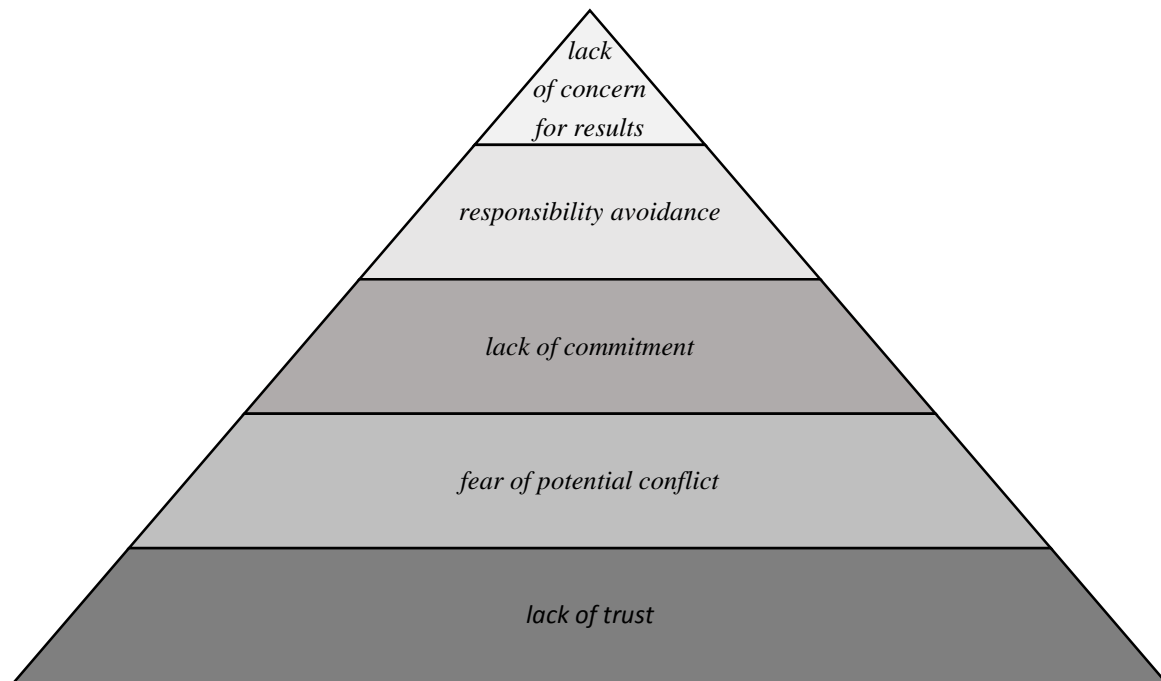 lack
of concern
for results
responsibility avoidance
lack of commitment
fear of potential conflict
lack of trust